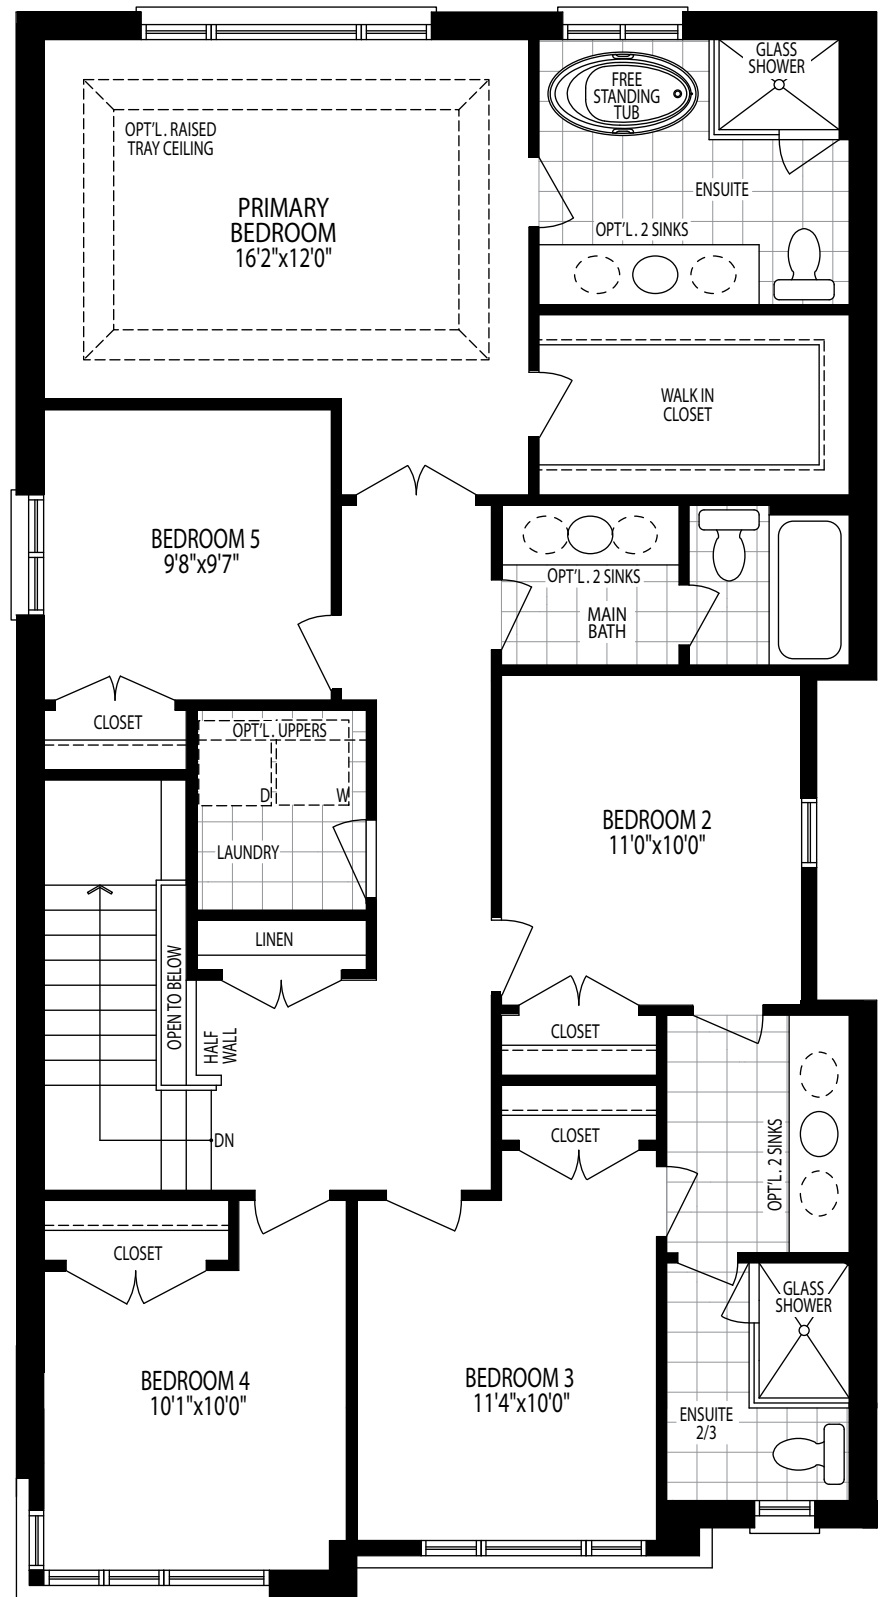 GLASS
SHOWER
FREE
STANDING
TUB
OPT'L. RAISED
TRAY CEILING
PRIMARY
BEDROOM
16'2"x12'0"
ENSUITE
OPT'L. 2 SINKS
WALK IN
CLOSET
BEDROOM 5
9'8"x9'7"
OPT'L. 2 SINKS
MAIN
BATH
CLOSET
OPT'L. UPPERS
D
W
LAUNDRY
BEDROOM 2
11'0"x10'0"
LINEN
OPEN TO BELOW
HALF
WALL
CLOSET
CLOSET
DN
OPT'L. 2 SINKS
CLOSET
GLASS
SHOWER
BEDROOM 4
10'1"x10'0"
BEDROOM 3
11'4"x10'0"
ENSUITE
2/3